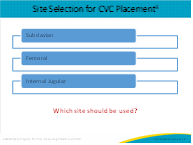 Site Selection for CVC Placement
Subclavian
Femoral
Internal Jugular
Which site should be used?